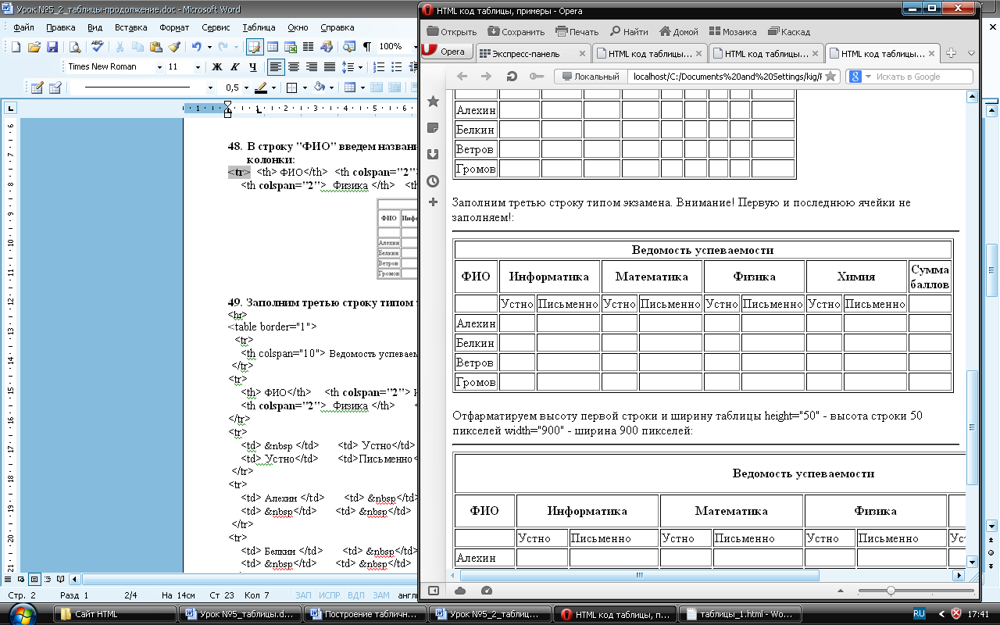 Урок №5_2_таблицы-продолжение.doc - Microsoft Word
Файл Правка Вид Вставка Формат Сервис Таблица Окно Справка
100%
Times New Roman 11 Ж К Ч
0,5
48. В строку "ФИО" введем названи
колонки:
<tr> <th> ФИО</th> <th colspan="2"
<th colspan="2"> Физика </th> <th
ФИО
Алехин
Белкин
Ветров
Громов
49. Заполним третью строку типом
<hr>
<table border="1">
<tr>
<th colspan="10"> Ведомость успеваем
</tr>
<tr>
<th> ФИО</th> <th colspan="2">
<th colspan="2"> Физика </th>
</tr>
<tr>
<td> &nbsp </td> <td> Устно</td>
<td> Устно</td> <td>Письменно<
</tr>
<tr>
<td> Алехин </td> <td> &nbsp</td>
<td> &nbsp</td> <td> &nbsp</td>
</tr>
<tr>
<td> Белкин </td> <td> &nbsp</td>
<td> &nbsp</td> <td> &nbsp</td>
Стр. 2 Разд 1 2/4 На 14см Ст 23 Кол 7 ЗАП ИСПР ВДЛ ЗАМ англи
HTML код таблицы, примеры - Opera
Открыть Сохранить Печать Найти Домой Мозаика Каскад
Opera Экспресс-панель HTML код таблицы... HTML код таблицы... HTML код таблицы...
Локальный localhost/C:/Documents%20and%20Settings/kig/ Искать в Google
Алехин
Белкин
Ветров
Громов
Заполним третью строку типом экзамена. Внимание! Первую и последнюю ячейки не
заполняем!:
Ведомость успеваемости
ФИО Информатика Математика Физика Химия Сумма баллов
Устно Письменно Устно Письменно Устно Письменно Устно Письменно
Алехин
Белкин
Ветров
Громов
Отфарматируем высоту первой строки и ширину таблицы height="50" - высота строки 50
пикселей width="900" - ширина 900 пикселей:
Ведомость успеваемости
ФИО Информатика Математика Физика
Устно Письменно Устно Письменно Устно Письменно Уст
Алехин
Сайт HTML Урок №5_таблицы.d... Построение табличн... Урок №5_2_таблиц... HTML код таблицы, п... таблицы_1.html - Wo... RU 17:41